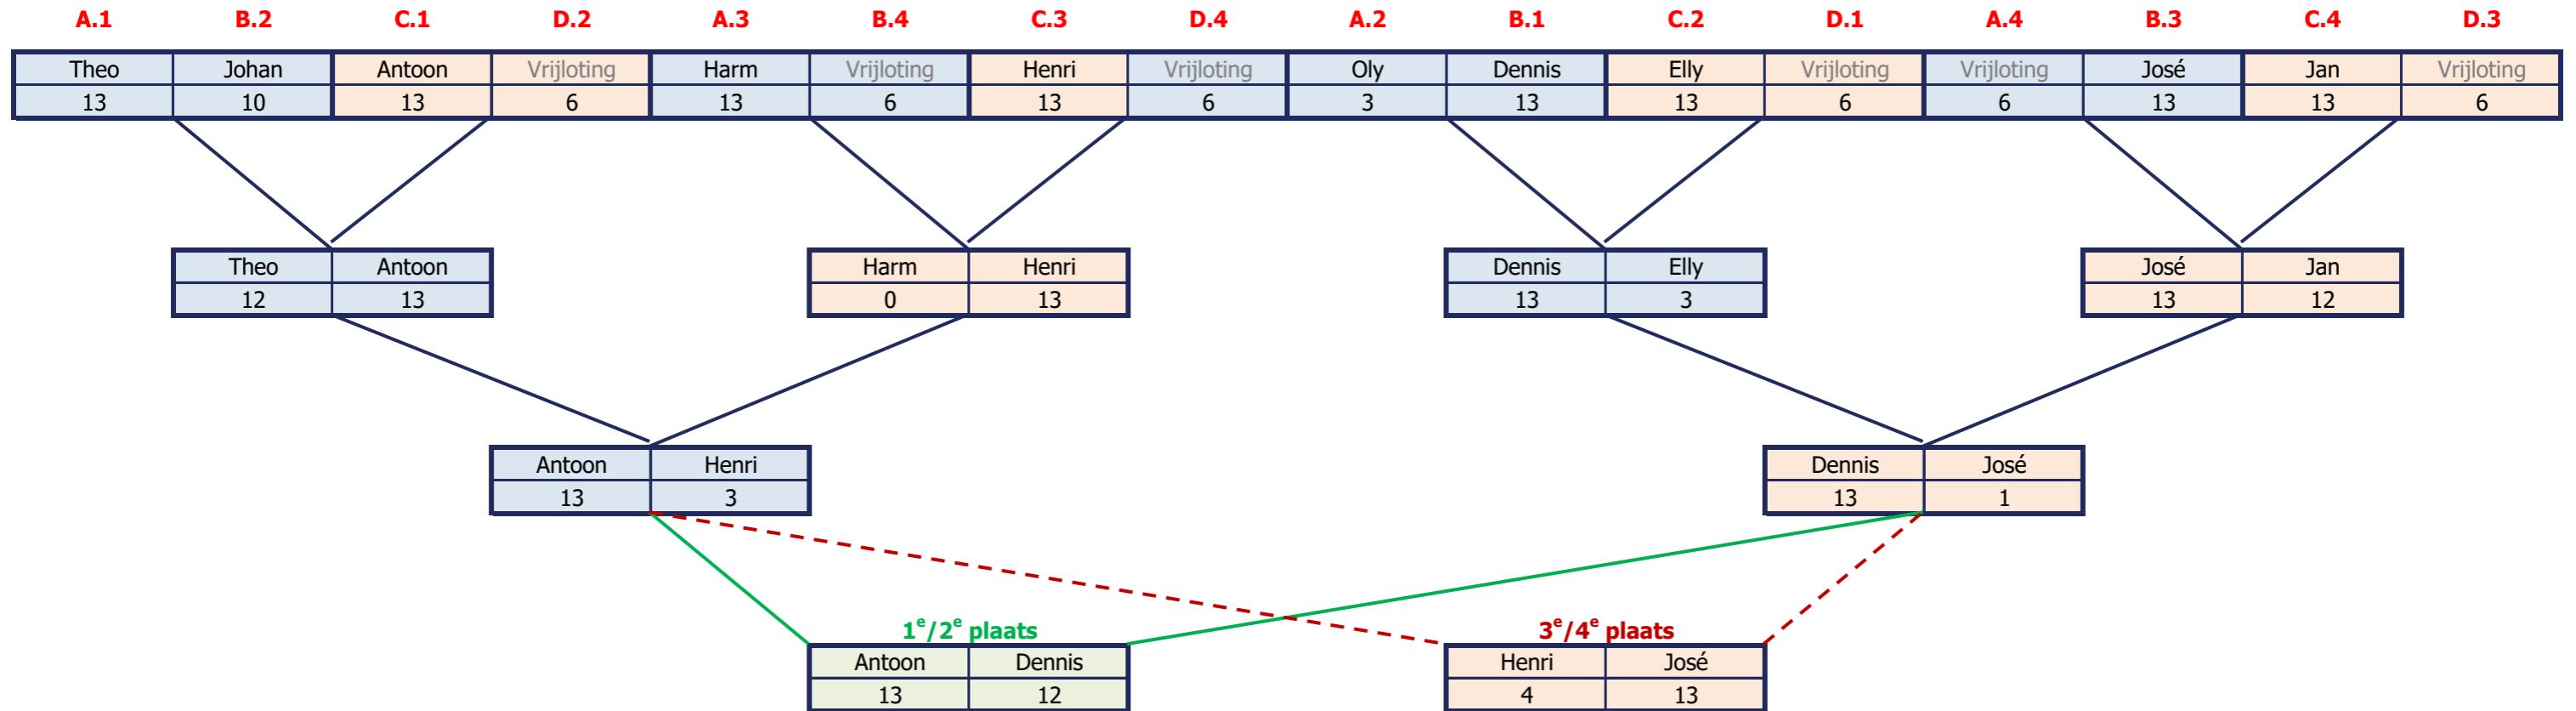 A.1 B.2 C.1 D.2 A.3 B.4 C.3 D.4 A.2 B.1 C.2 D.1 A.4 B.3 C.4 D.3
Theo Johan Antoon Vrijloting Harm Vrijloting Henri Vrijloting Oly Dennis Elly Vrijloting Vrijloting José Jan Vrijloting
13 10 13 6 13 6 13 6 3 13 13 6 6 13 13 6
Theo Antoon Harm Henri Dennis Elly José Jan
12 13 0 13 13 3 13 12
Antoon Henri Dennis José
13 3 13 1
1e/2e plaats 3e/4e plaats
Antoon Dennis Henri José
13 12 4 13